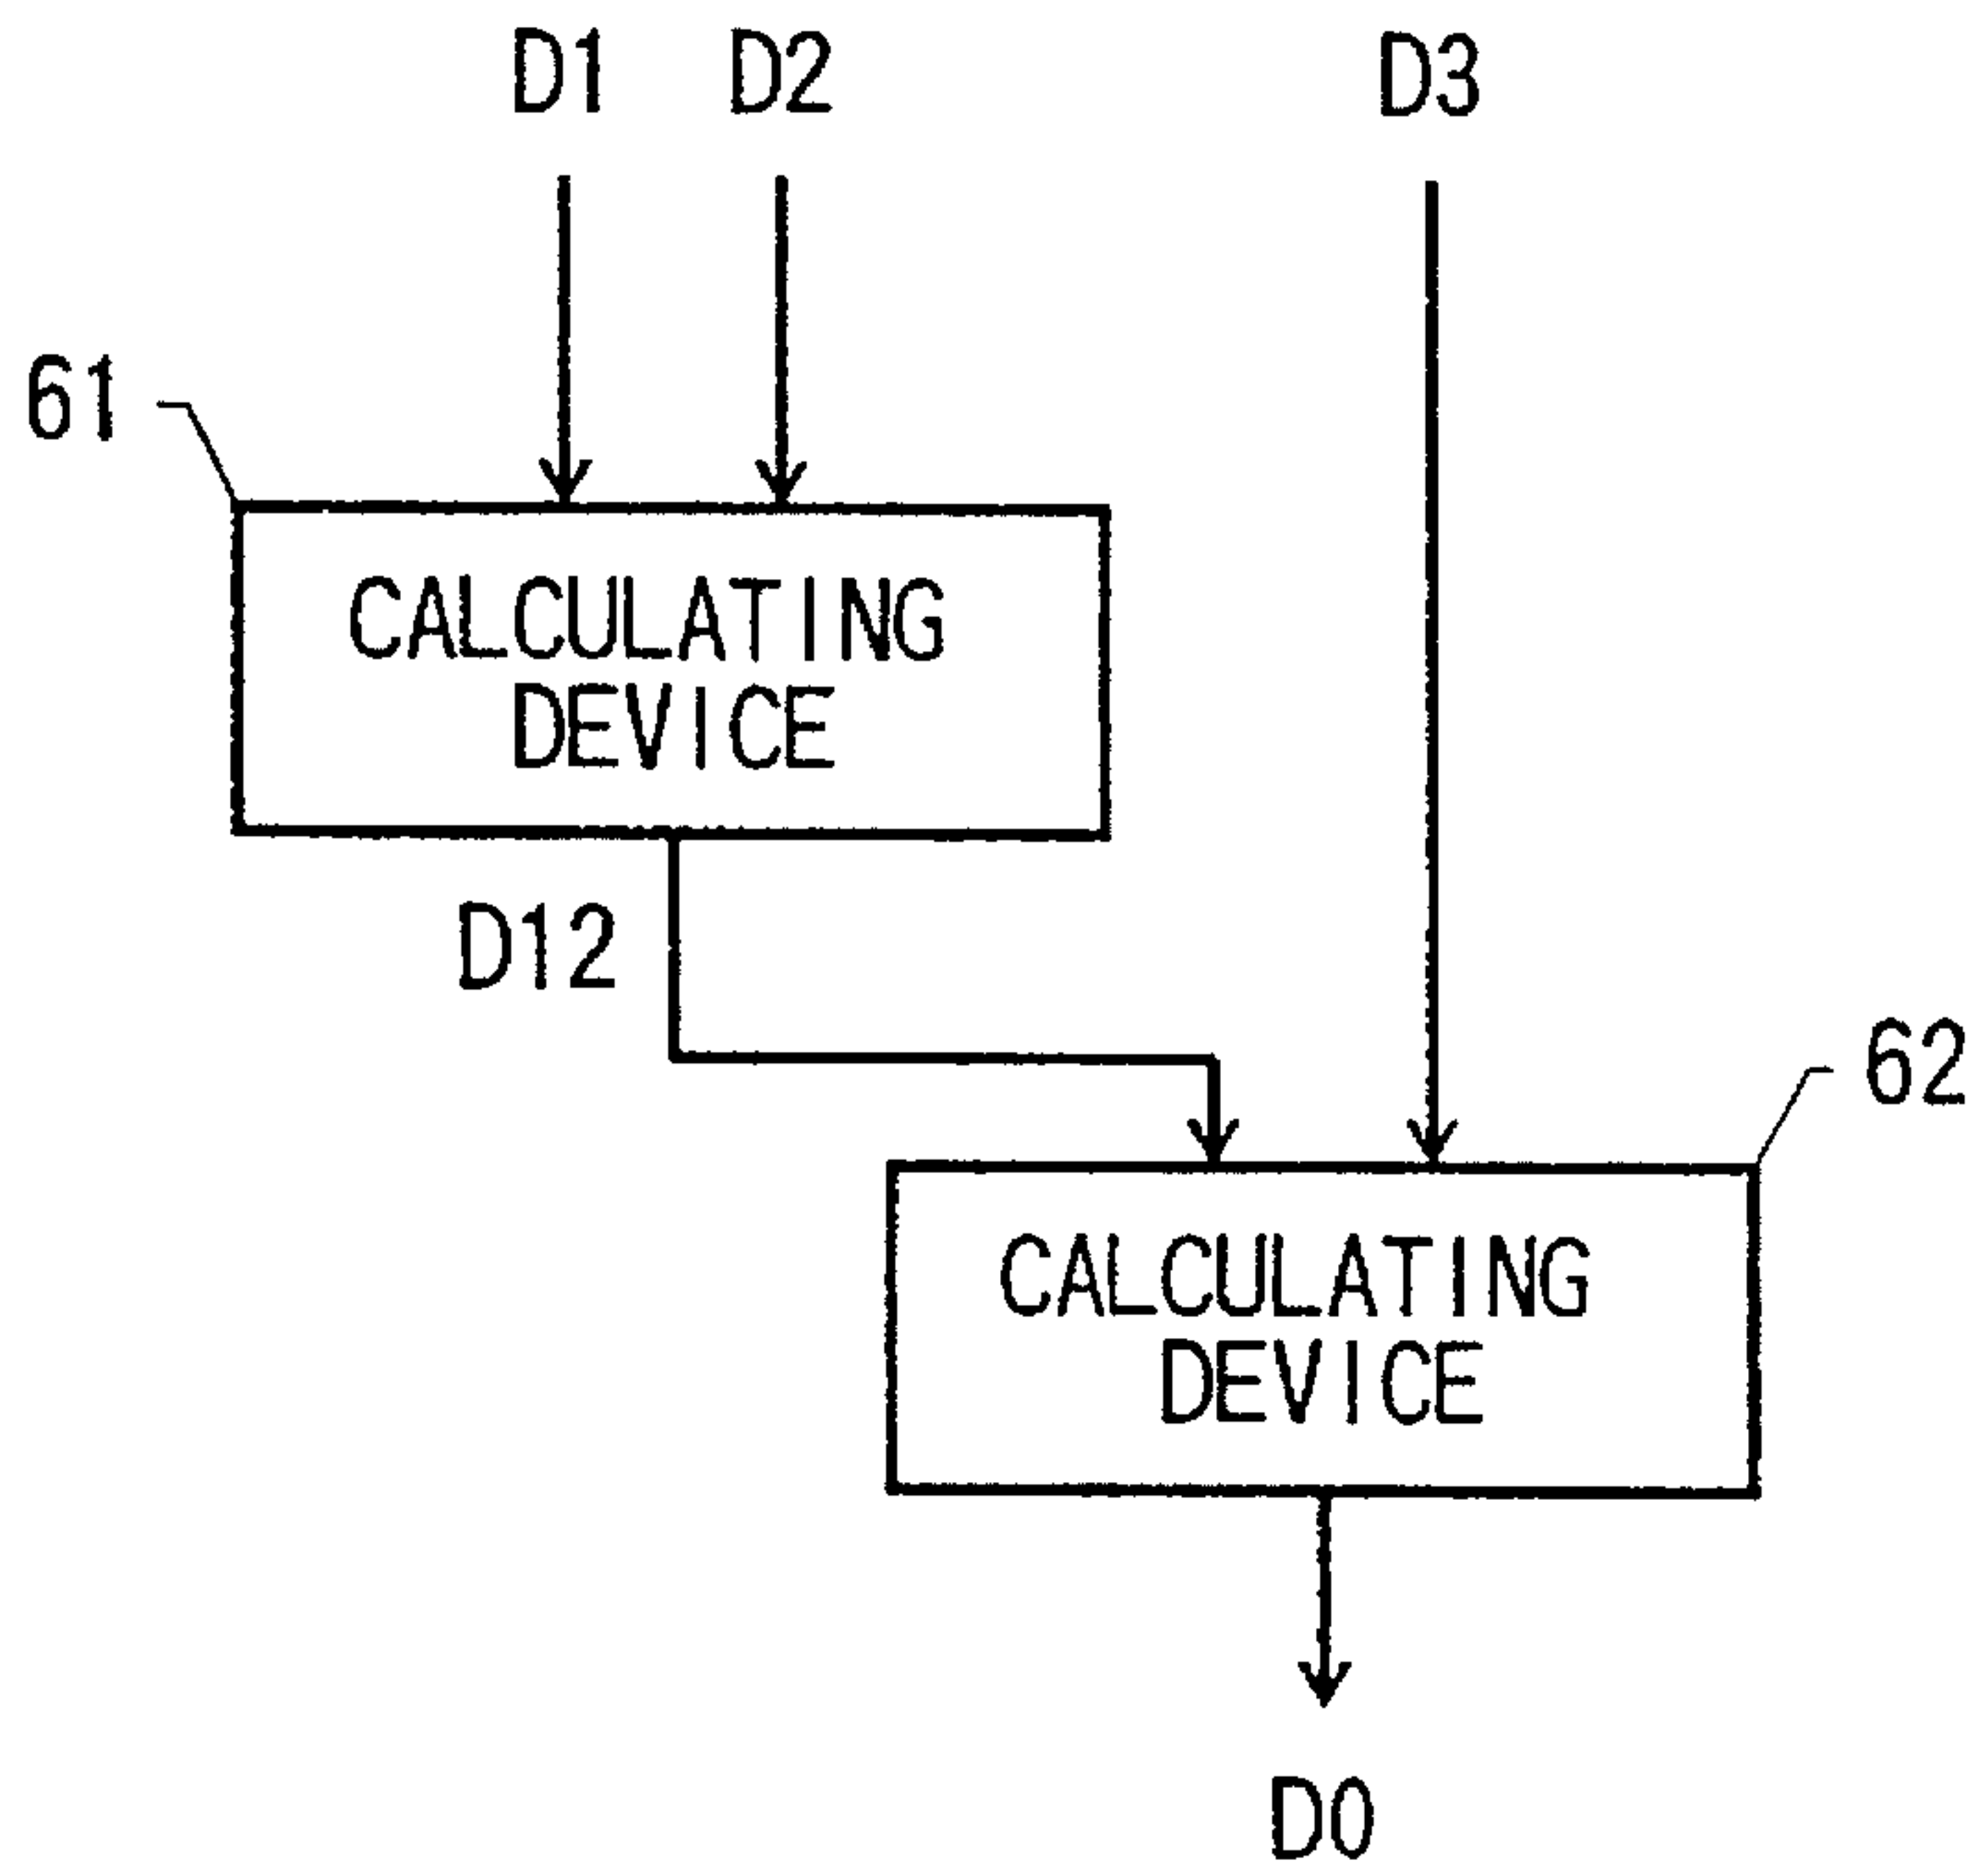 D1 D2 D3
61
CALCULATING
DEVICE
D12
62
CALCULATING
DEVICE
D0